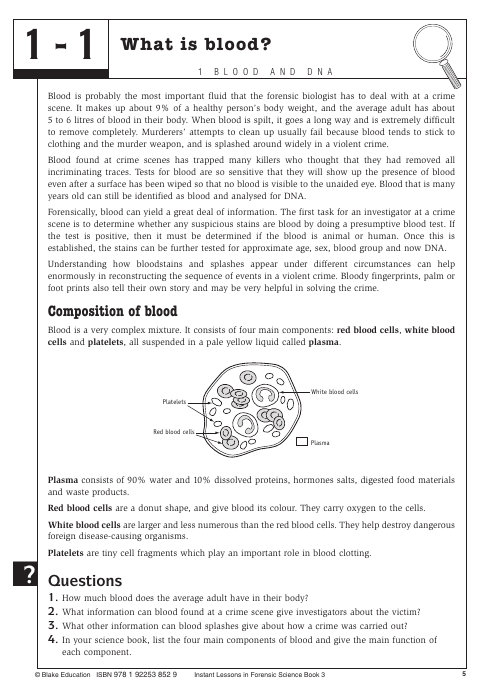 1 - 1
What is blood?
1 BLOOD AND DNA
Blood is probably the most important fluid that the forensic biologist has to deal with at a crime
scene. It makes up about 9% of a healthy person's body weight, and the average adult has about
5 to 6 litres of blood in their body. When blood is spilt, it goes a long way and is extremely difficult
to remove completely. Murderers' attempts to clean up usually fail because blood tends to stick to
clothing and the murder weapon, and is splashed around widely in a violent crime.
Blood found at crime scenes has trapped many killers who thought that they had removed all
incriminating traces. Tests for blood are so sensitive that they will show up the presence of blood
even after a surface has been wiped so that no blood is visible to the unaided eye. Blood that is many
years old can still be identified as blood and analysed for DNA.
Forensically, blood can yield a great deal of information. The first task for an investigator at a crime
scene is to determine whether any suspicious stains are blood by doing a presumptive blood test. If
the test is positive, then it must be determined if the blood is animal or human. Once this is
established, the stains can be further tested for approximate age, sex, blood group and now DNA.
Understanding how bloodstains and splashes appear under different circumstances can help
enormously in reconstructing the sequence of events in a violent crime. Bloody fingerprints, palm or
foot prints also tell their own story and may be very helpful in solving the crime.
Composition of blood
Blood is a very complex mixture. It consists of four main components: red blood cells, white blood
cells and platelets, all suspended in a pale yellow liquid called plasma.
White blood cells
Platelets
Red blood cells
Plasma
Plasma consists of 90% water and 10% dissolved proteins, hormones salts, digested food materials
and waste products.
Red blood cells are a donut shape, and give blood its colour. They carry oxygen to the cells.
White blood cells are larger and less numerous than the red blood cells. They help destroy dangerous
foreign disease-causing organisms.
Platelets are tiny cell fragments which play an important role in blood clotting.
?
Questions
1. How much blood does the average adult have in their body?
2. What information can blood found at a crime scene give investigators about the victim?
3. What other information can blood splashes give about how a crime was carried out?
4. In your science book, list the four main components of blood and give the main function of
each component.
© Blake Education ISBN 978 1 92253 852 9 Instant Lessons in Forensic Science Book 3
5